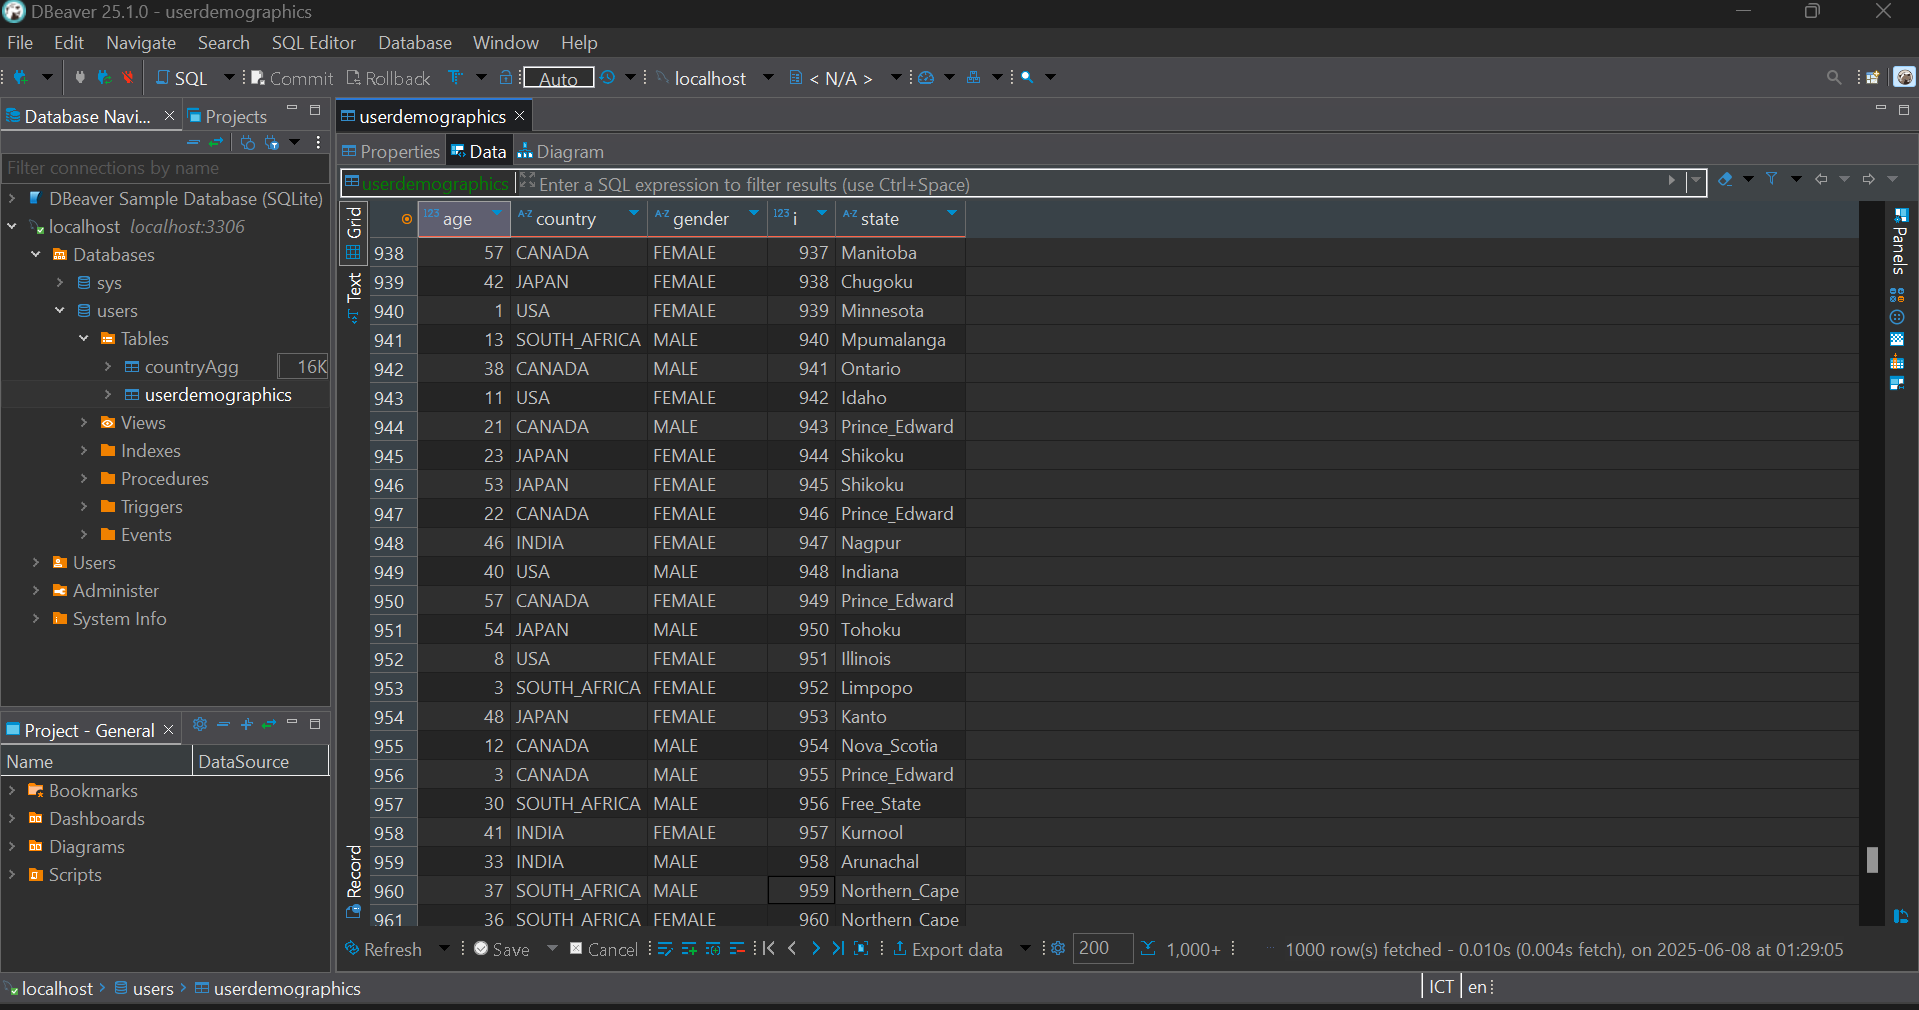 DBeaver 25.1.0 - userdemographics
File Edit Navigate Search SQL Editor Database Window Help
SQL Commit Rollback Auto localhost < N/A >
Database Navi... Projects
Filter connections by name
DBeaver Sample Database (SQLite)
localhost localhost:3306
Databases
sys
users
Tables
countryAgg 16K
userdemographics
Views
Indexes
Procedures
Triggers
Events
Users
Administer
System Info
Project - General
Name DataSource
Bookmarks
Dashboards
Diagrams
Scripts
userdemographics
Properties Data Diagram
userdemographics Enter a SQL expression to filter results (use Ctrl+Space)
Grid
Text
Record
123 age A-Z country A-Z gender 123 i A-Z state
938 57 CANADA FEMALE 937 Manitoba
939 42 JAPAN FEMALE 938 Chugoku
940 1 USA FEMALE 939 Minnesota
941 13 SOUTH_AFRICA MALE 940 Mpumalanga
942 38 CANADA MALE 941 Ontario
943 11 USA FEMALE 942 Idaho
944 21 CANADA MALE 943 Prince_Edward
945 23 JAPAN FEMALE 944 Shikoku
946 53 JAPAN FEMALE 945 Shikoku
947 22 CANADA FEMALE 946 Prince_Edward
948 46 INDIA FEMALE 947 Nagpur
949 40 USA MALE 948 Indiana
950 57 CANADA FEMALE 949 Prince_Edward
951 54 JAPAN MALE 950 Tohoku
952 8 USA FEMALE 951 Illinois
953 3 SOUTH_AFRICA FEMALE 952 Limpopo
954 48 JAPAN FEMALE 953 Kanto
955 12 CANADA MALE 954 Nova_Scotia
956 3 CANADA MALE 955 Prince_Edward
957 30 SOUTH_AFRICA MALE 956 Free_State
958 41 INDIA FEMALE 957 Kurnool
959 33 INDIA MALE 958 Arunachal
960 37 SOUTH_AFRICA MALE 959 Northern_Cape
961 36 SOUTH_AFRICA FEMALE 960 Northern_Cape
Panels
Refresh Save Cancel Export data 200 1,000+ 1000 row(s) fetched - 0.010s (0.004s fetch), on 2025-06-08 at 01:29:05
localhost users userdemographics ICT en